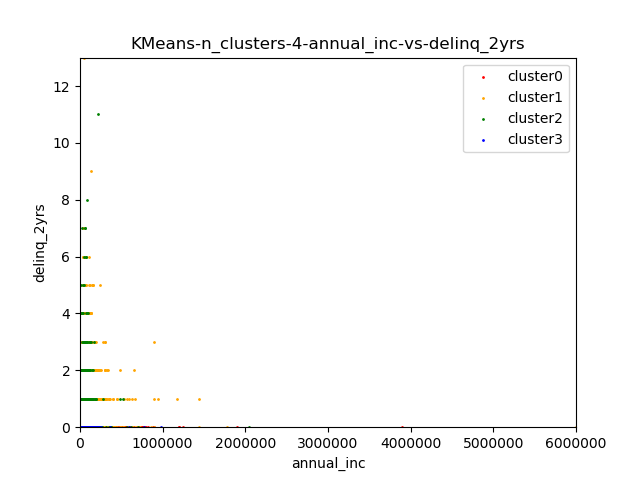 KMeans-n_clusters-4-annual_inc-vs-delinq_2yrs
cluster0
cluster1
cluster2
cluster3
12
10
8
6
4
2
0
delinq_2yrs
0 1000000 2000000 3000000 4000000 5000000 6000000
annual_inc